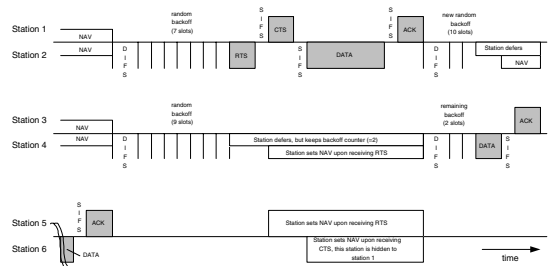 random
backoff
(7 slots)
S
I
F
S
CTS
S
I
F
S
ACK
new random
backoff
(10 slots)
Station 1
NAV
Station 2
NAV
D
I
F
S
RTS
S
I
F
S
DATA
D
I
F
S
Station defers
NAV
random
backoff
(9 slots)
remaining
backoff
(2 slots)
ACK
Station 3
NAV
Station 4
NAV
D
I
F
S
Station defers, but keeps backoff counter (=2)
Station sets NAV upon receiving RTS
D
I
F
S
DATA
S
I
F
S
S
I
F
S
ACK
Station 5
Station sets NAV upon receiving RTS
Station 6
DATA
Station sets NAV upon receiving
CTS, this station is hidden to
station 1
time